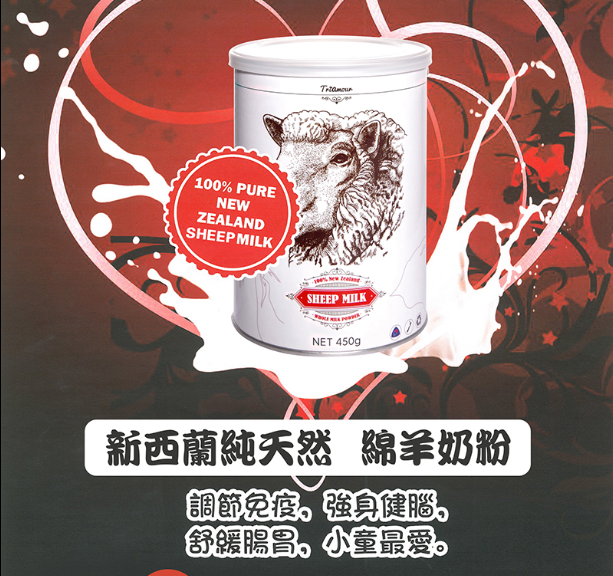 Triamour
100% PURE
NEW
ZEALAND
SHEEP MILK
100% New Zealand
SHEEP MILK
WHOLE MILK POWDER
NET 450g
新西蘭純天然 綿羊奶粉
調節免疫，強身健腦，
舒緩腸胃，小童最愛。